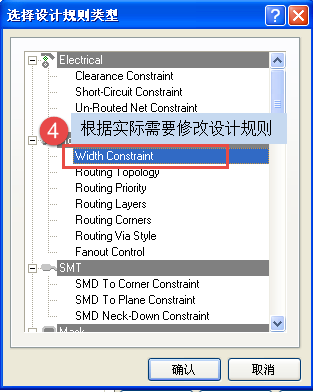 选择设计规则类型
Electrical
Clearance Constraint
Short-Circuit Constraint
Un-Routed Net Constraint
4 根据实际需要修改设计规则
Width Constraint
Routing Topology
Routing Priority
Routing Layers
Routing Corners
Routing Via Style
Fanout Control
SMT
SMD To Corner Constraint
SMD To Plane Constraint
SMD Neck-Down Constraint
Mask
确认
取消